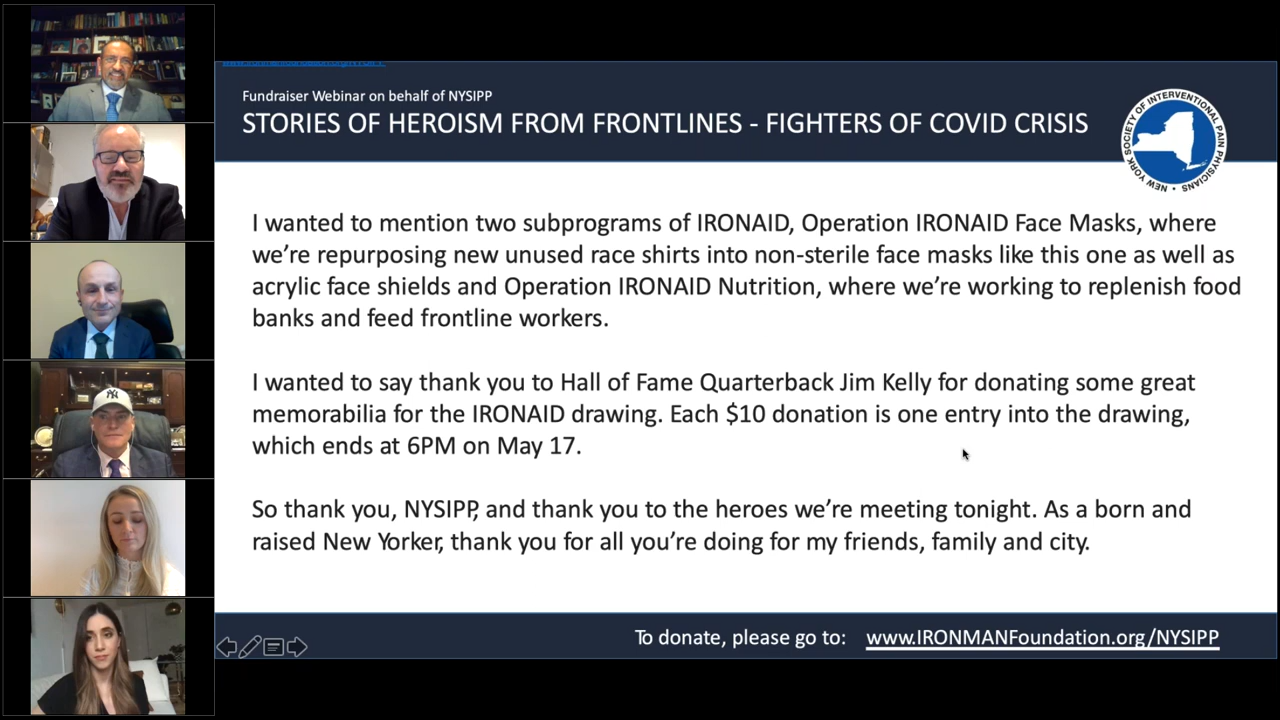 Fundraiser Webinar on behalf of NYSIPP
STORIES OF HEROISM FROM FRONTLINES - FIGHTERS OF COVID CRISIS
NEW YORK SOCIETY OF INTERVENTIONAL PAIN PHYSICIANS
I wanted to mention two subprograms of IRONAID, Operation IRONAID Face Masks, where
we’re repurposing new unused race shirts into non-sterile face masks like this one as well as
acrylic face shields and Operation IRONAID Nutrition, where we’re working to replenish food
banks and feed frontline workers.
I wanted to say thank you to Hall of Fame Quarterback Jim Kelly for donating some great
memorabilia for the IRONAID drawing. Each $10 donation is one entry into the drawing,
which ends at 6PM on May 17.
So thank you, NYSIPP, and thank you to the heroes we’re meeting tonight. As a born and
raised New Yorker, thank you for all you’re doing for my friends, family and city.
To donate, please go to: www.IRONMANFoundation.org/NYSIPP